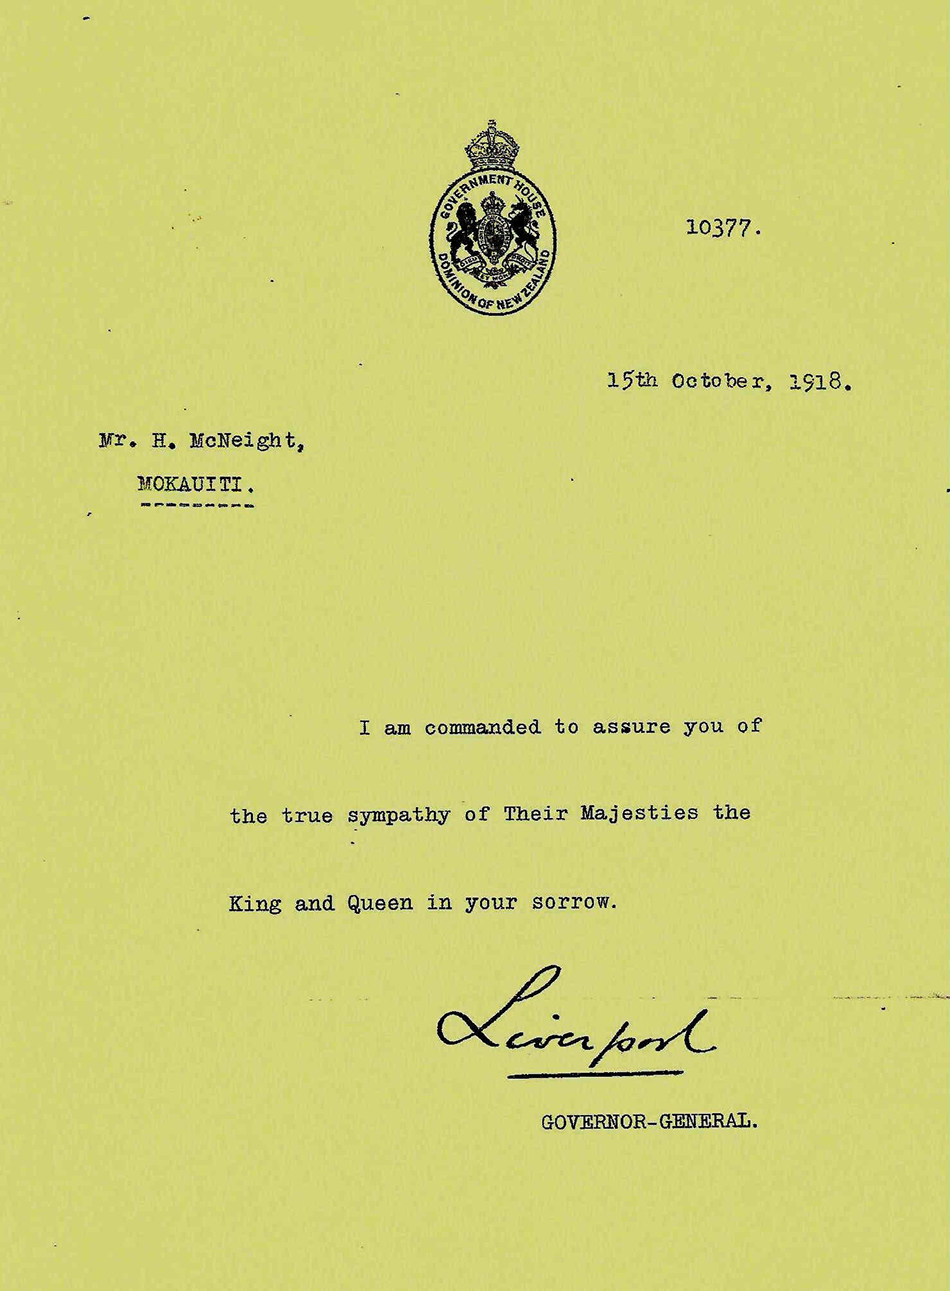 GOVERNMENT HOUSE
DOMINION OF NEW ZEALAND
10377.
15th October, 1918.
Mr. H. McNeight,
MOKAUITI.
I am commanded to assure you of
the true sympathy of Their Majesties the
King and Queen in your sorrow.
Liverpool
GOVERNOR-GENERAL.